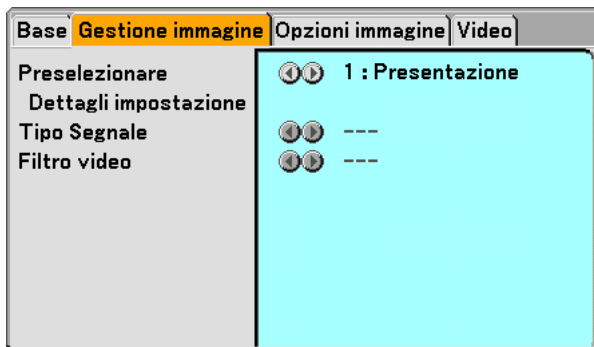 Base Gestione immagine Opzioni immagine Video
Preselezionare 1 : Presentazione
Dettagli impostazione
Tipo Segnale ---
Filtro video ---